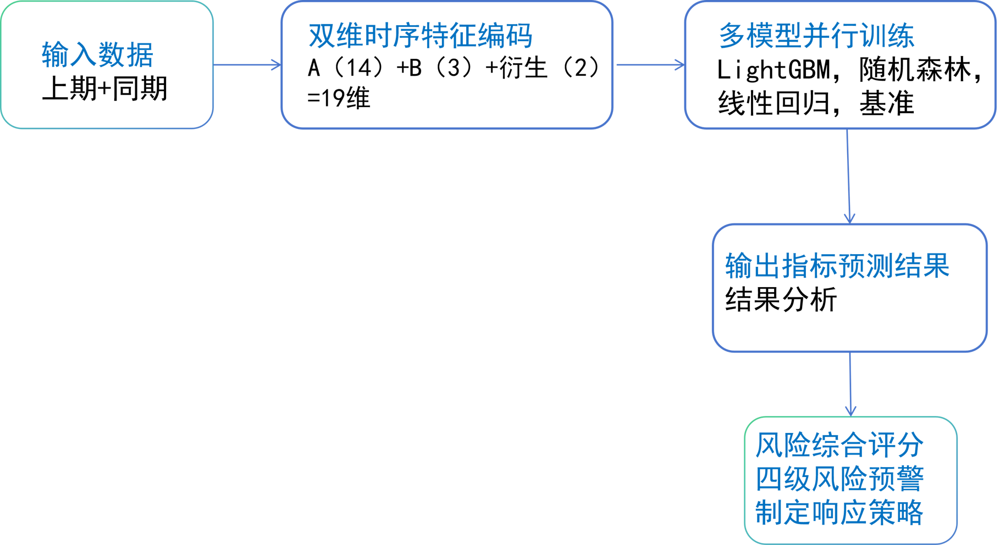 输入数据
上期+同期
双维时序特征编码
A（14）+B（3）+衍生（2）
=19维
多模型并行训练
LightGBM，随机森林，
线性回归，基准
输出指标预测结果
结果分析
风险综合评分
四级风险预警
制定响应策略